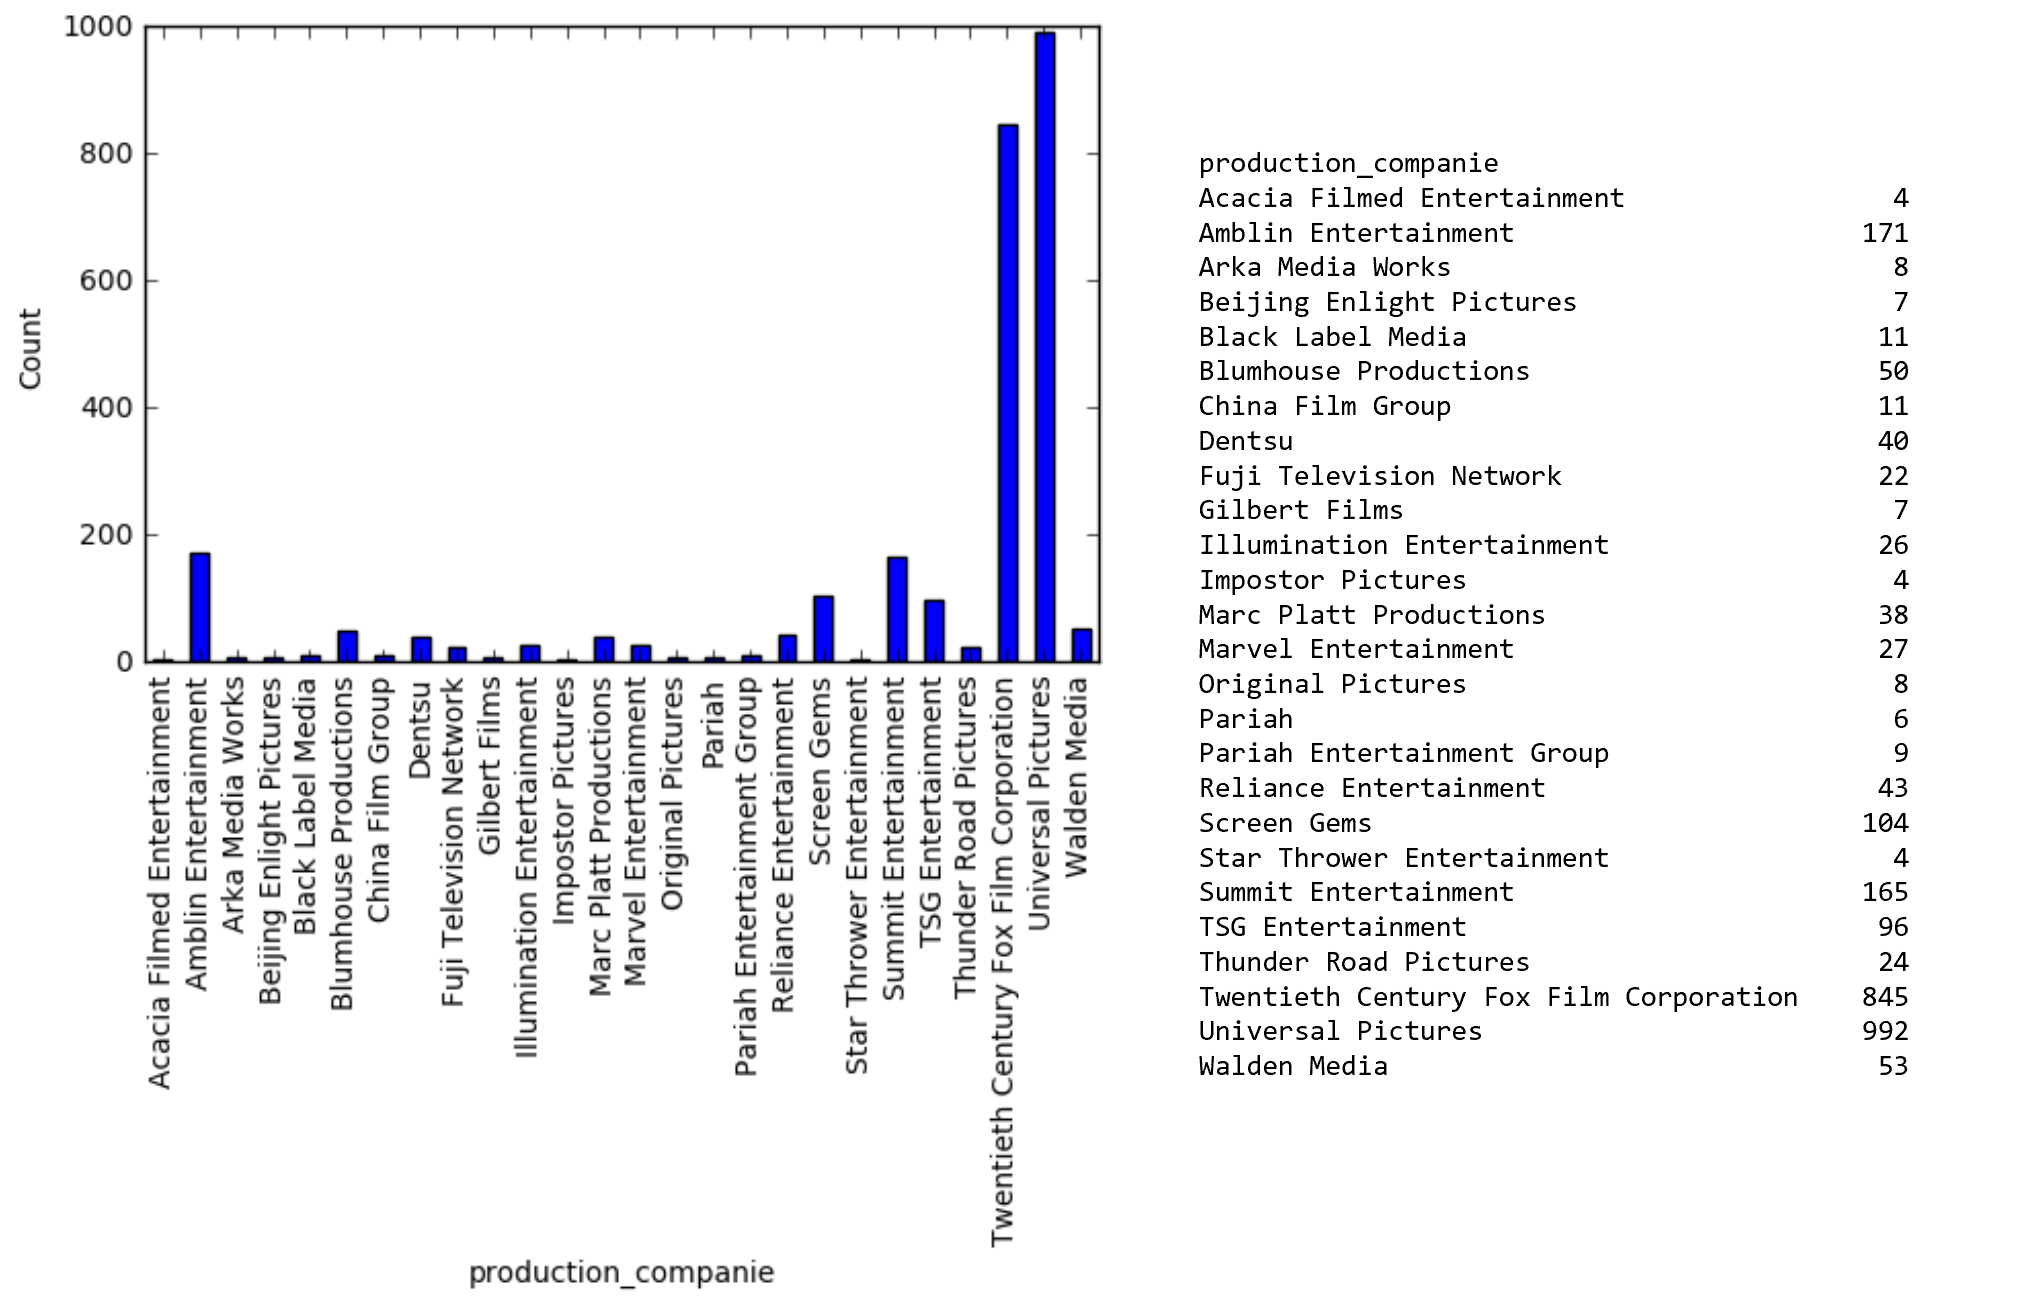 1000
800
600
400
200
0
Count
Acacia Filmed Entertainment
Amblin Entertainment
Arka Media Works
Beijing Enlight Pictures
Black Label Media
Blumhouse Productions
China Film Group
Dentsu
Fuji Television Network
Gilbert Films
Illumination Entertainment
Impostor Pictures
Marc Platt Productions
Marvel Entertainment
Original Pictures
Pariah
Pariah Entertainment Group
Reliance Entertainment
Screen Gems
Star Thrower Entertainment
Summit Entertainment
TSG Entertainment
Thunder Road Pictures
Twentieth Century Fox Film Corporation
Universal Pictures
Walden Media
production_companie
production_companie
Acacia Filmed Entertainment 4
Amblin Entertainment 171
Arka Media Works 8
Beijing Enlight Pictures 7
Black Label Media 11
Blumhouse Productions 50
China Film Group 11
Dentsu 40
Fuji Television Network 22
Gilbert Films 7
Illumination Entertainment 26
Impostor Pictures 4
Marc Platt Productions 38
Marvel Entertainment 27
Original Pictures 8
Pariah 6
Pariah Entertainment Group 9
Reliance Entertainment 43
Screen Gems 104
Star Thrower Entertainment 4
Summit Entertainment 165
TSG Entertainment 96
Thunder Road Pictures 24
Twentieth Century Fox Film Corporation 845
Universal Pictures 992
Walden Media 53